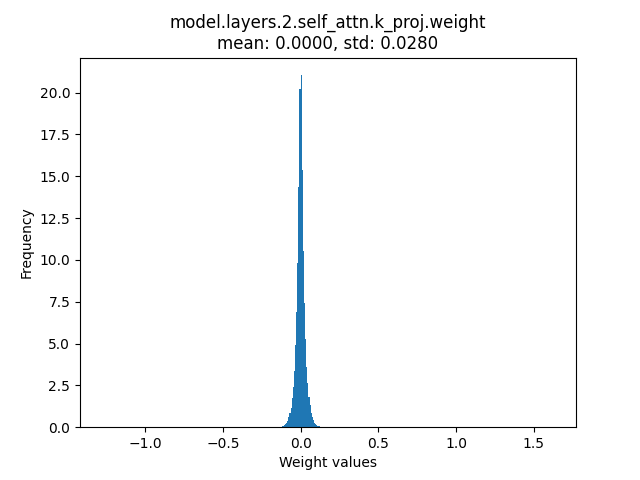 model.layers.2.self_attn.k_proj.weight
mean: 0.0000, std: 0.0280
20.0
17.5
15.0
12.5
10.0
7.5
5.0
2.5
0.0
Frequency
−1.0 −0.5 0.0 0.5 1.0 1.5
Weight values